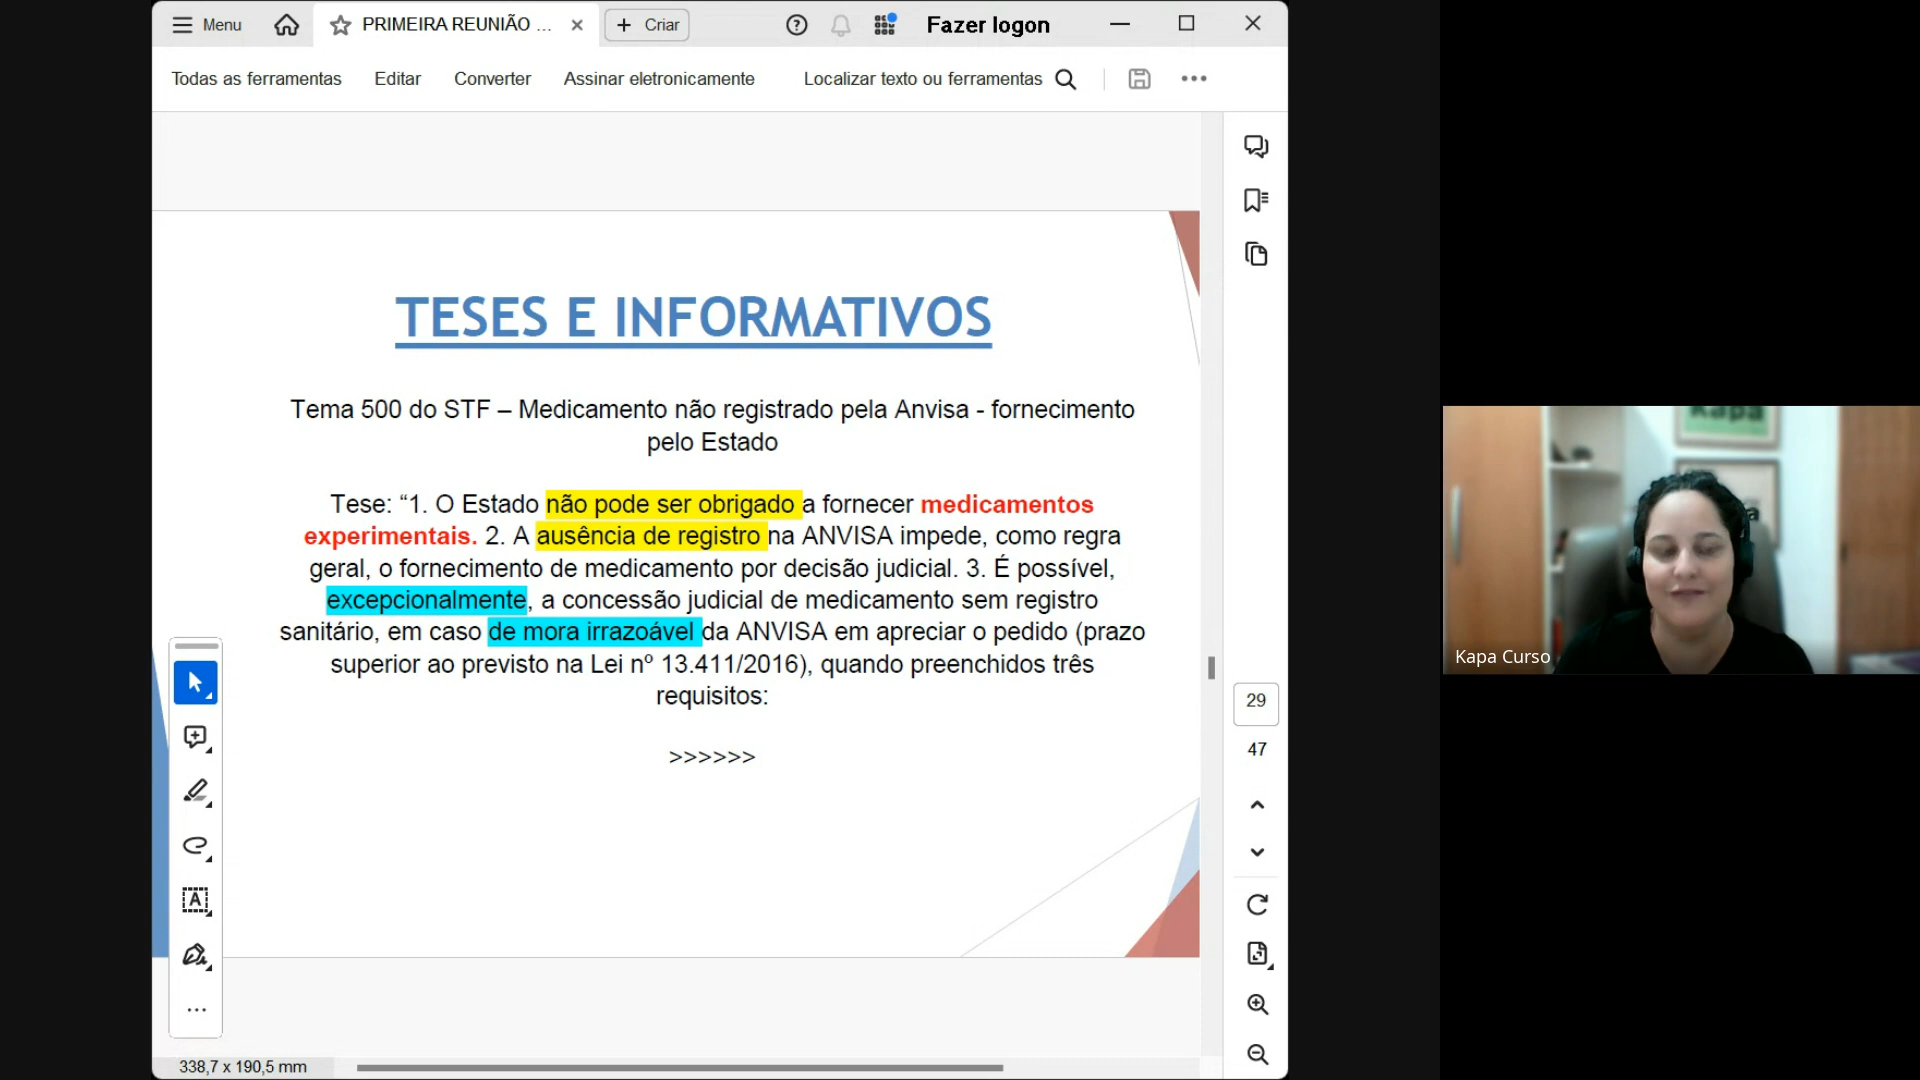 Menu
PRIMEIRA REUNIÃO ...
Criar
Fazer logon
Todas as ferramentas
Editar
Converter
Assinar eletronicamente
Localizar texto ou ferramentas
TESES E INFORMATIVOS
Tema 500 do STF – Medicamento não registrado pela Anvisa - fornecimento
pelo Estado
Tese: “1. O Estado não pode ser obrigado a fornecer medicamentos
experimentais. 2. A ausência de registro na ANVISA impede, como regra
geral, o fornecimento de medicamento por decisão judicial. 3. É possível,
excepcionalmente, a concessão judicial de medicamento sem registro
sanitário, em caso de mora irrazoável da ANVISA em apreciar o pedido (prazo
superior ao previsto na Lei nº 13.411/2016), quando preenchidos três
requisitos:
>>>>>>
29
47
338,7 x 190,5 mm
Kapa
Kapa Curso